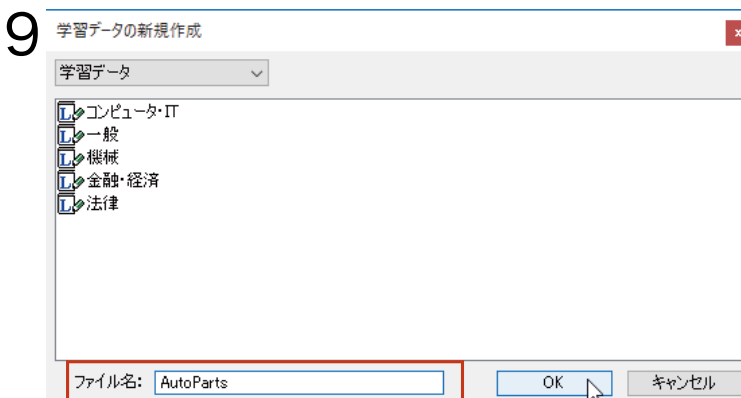 9
学習データの新規作成
学習データ
コンピュータ・IT
一般
機械
金融・経済
法律
ファイル名: AutoParts OK キャンセル